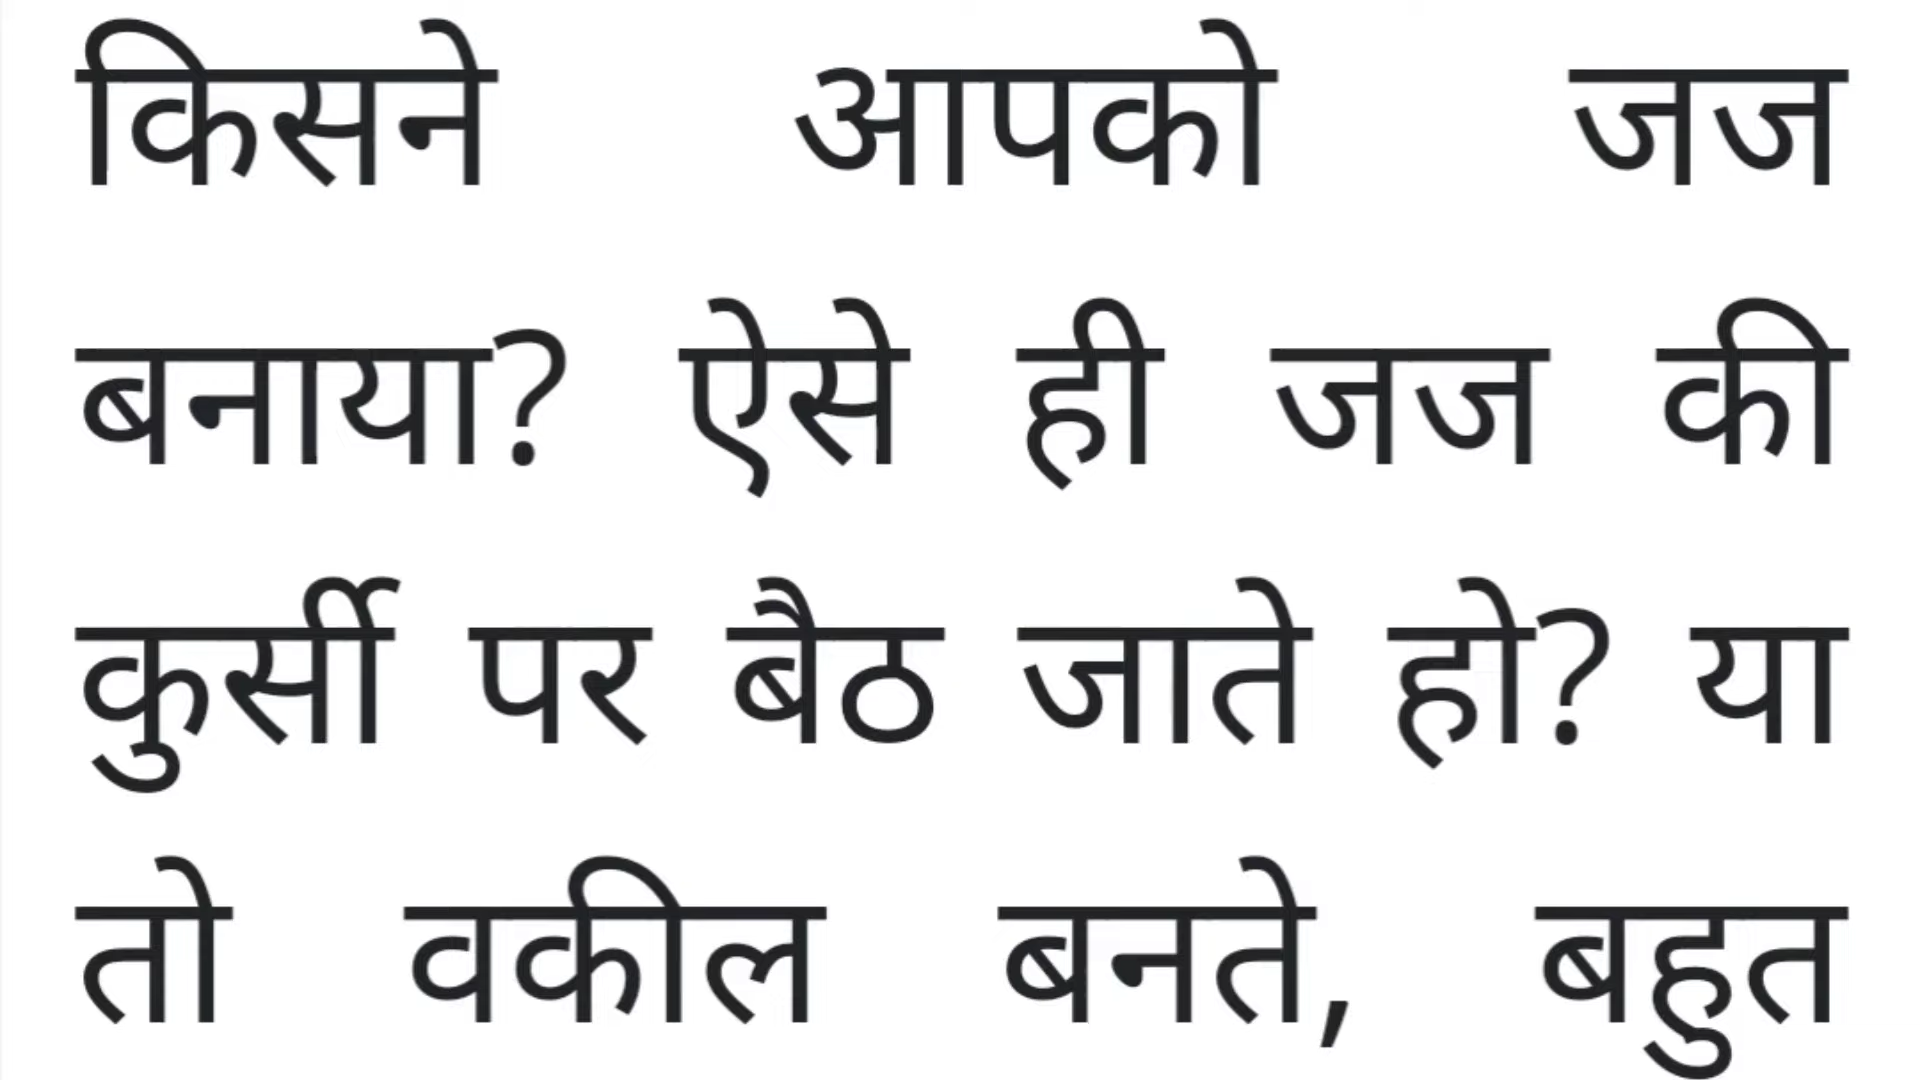 किसने आपको जज
बनाया? ऐसे ही जज की
कुर्सी पर बैठ जाते हो? या
तो वकील बनते, बहुत